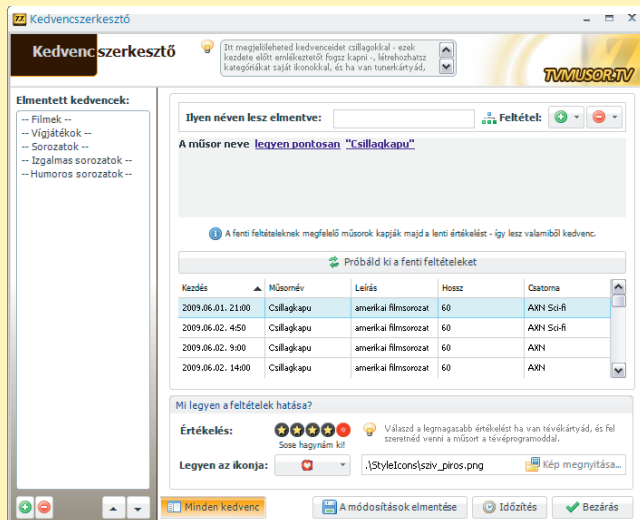 Kedvencszerkesztő
Kedvenc szerkesztő
Itt megjelölheted kedvenceidet csillagokkal - ezek
kezdete előtt emlékeztetőt fogsz kapni -, létrehozhatsz
kategóriákat saját ikonokkal, és ha van tunerkártyád,
TVMUSOR.TV
Elmentett kedvencek:
-- Filmek --
-- Vígjátékok --
-- Sorozatok --
-- Izgalmas sorozatok --
-- Humoros sorozatok --
Ilyen néven lesz elmentve:
Feltétel:
A műsor neve legyen pontosan "Csillagkapu"
A fenti feltételeknek megfelelő műsorok kapják majd a lenti értékelést - így lesz valamiből kedvenc.
Próbáld ki a fenti feltételeket
Kezdés Műsornév Leírás Hossz Csatorna
2009.06.01. 21:00 Csillagkapu amerikai filmsorozat 60 AXN Sci-fi
2009.06.02. 4:50 Csillagkapu amerikai filmsorozat 60 AXN Sci-fi
2009.06.02. 9:00 Csillagkapu amerikai filmsorozat 60 AXN
2009.06.02. 14:00 Csillagkapu amerikai filmsorozat 60 AXN
Mi legyen a feltételek hatása?
Értékelés:
Sose hagynám ki!
Válaszd a legmagasabb értékelést ha van tévékártyád, és fel
szeretnéd venni a műsort a tévéprogramoddal.
Legyen az ikonja:
.\StyleIcons\sziv_piros.png
Kép megnyitása...
Minden kedvenc
A módosítások elmentése
Időzítés
Bezárás